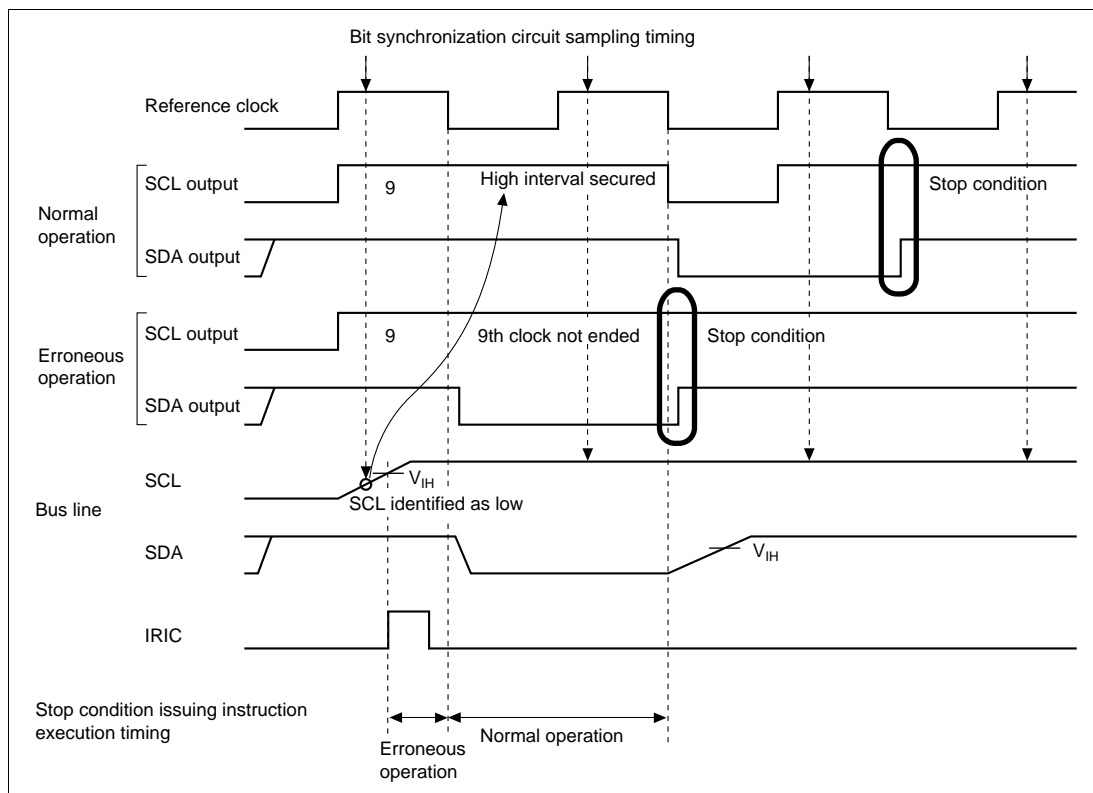 Bit synchronization circuit sampling timing
Reference clock
Normal
operation
SCL output
9
High interval secured
Stop condition
SDA output
Erroneous
operation
SCL output
9
9th clock not ended
Stop condition
SDA output
Bus line
SCL
VIH
SCL identified as low
SDA
VIH
IRIC
Stop condition issuing instruction
execution timing
Erroneous
operation
Normal operation